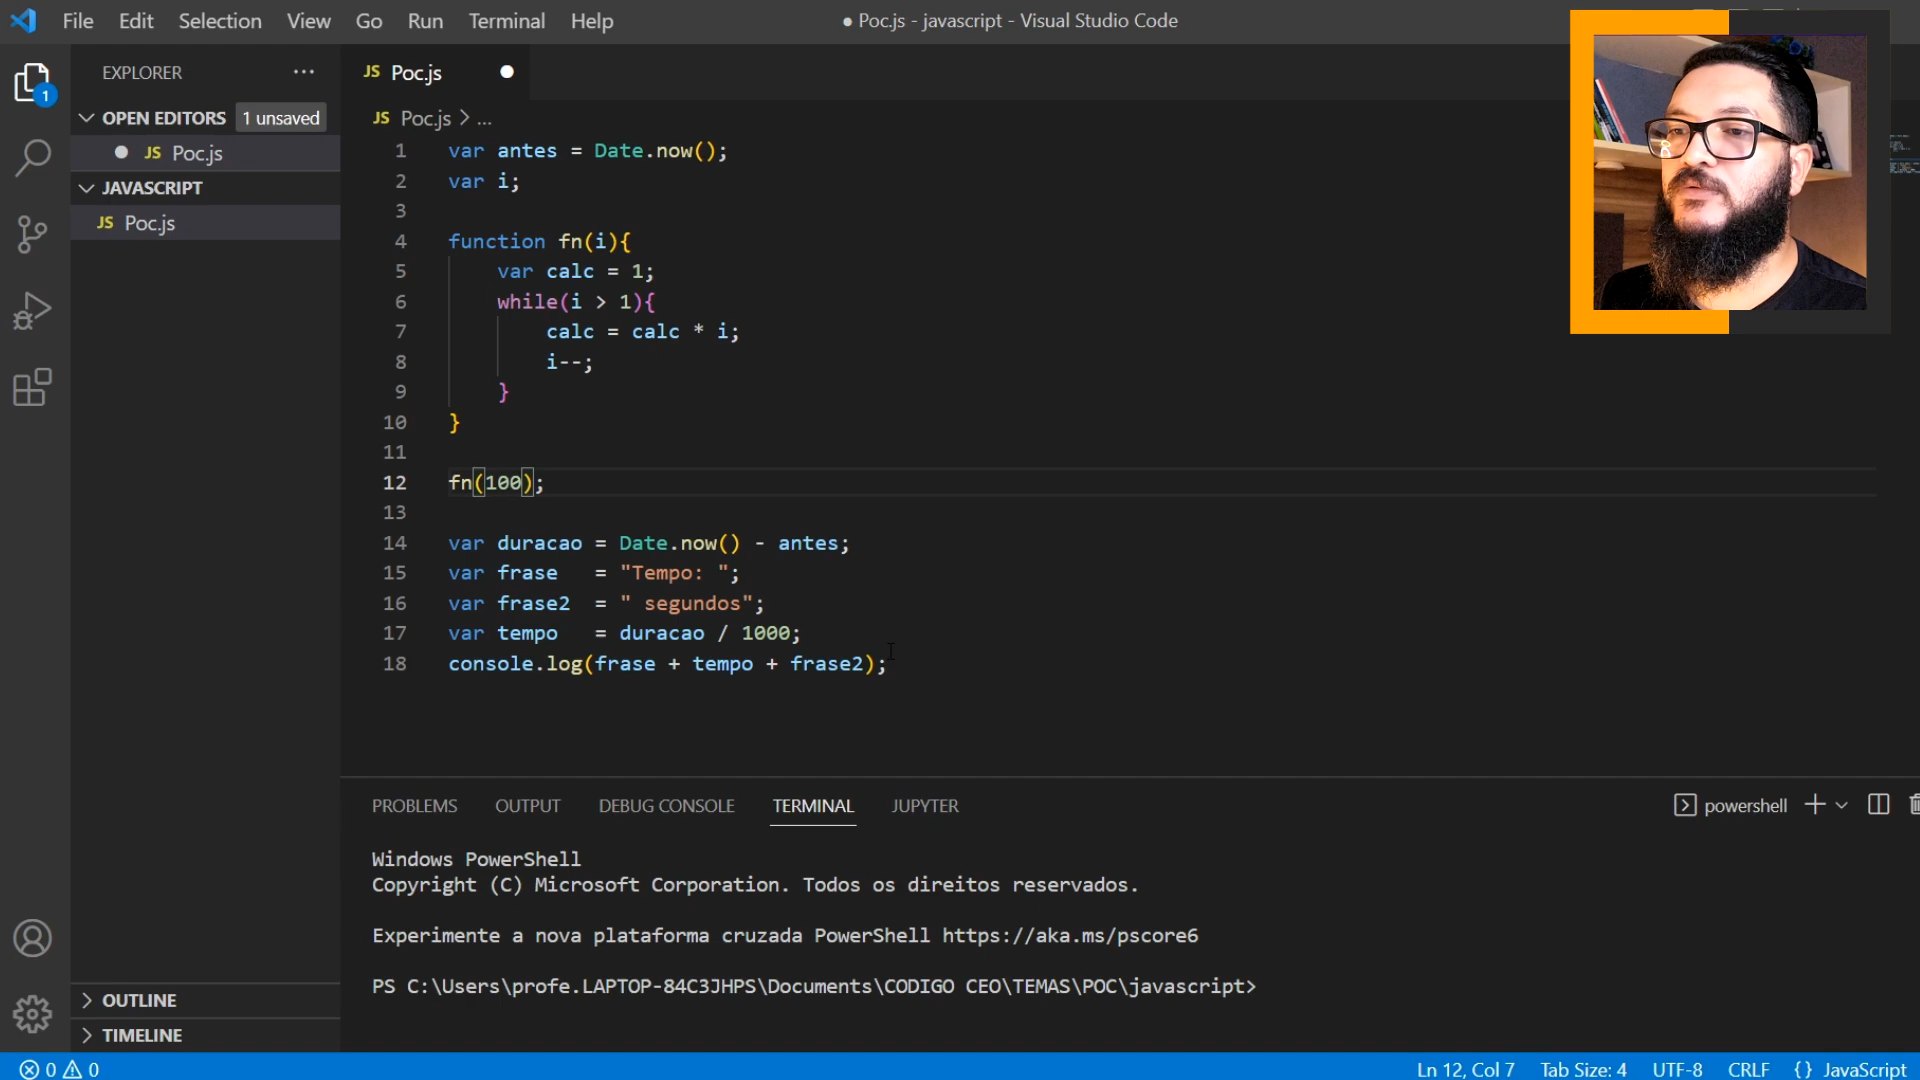 File Edit Selection View Go Run Terminal Help
● Poc.js - javascript - Visual Studio Code
EXPLORER ...
1
OPEN EDITORS 1 unsaved
JS Poc.js
JAVASCRIPT
JS Poc.js
OUTLINE
TIMELINE
JS Poc.js
JS Poc.js > ...
1 var antes = Date.now();
2 var i;
3
4 function fn(i){
5 var calc = 1;
6 while(i > 1){
7 calc = calc * i;
8 i--;
9 }
10 }
11
12 fn(100);
13
14 var duracao = Date.now() - antes;
15 var frase = "Tempo: ";
16 var frase2 = " segundos";
17 var tempo = duracao / 1000;
18 console.log(frase + tempo + frase2);
PROBLEMS OUTPUT DEBUG CONSOLE TERMINAL JUPYTER
powershell
Windows PowerShell
Copyright (C) Microsoft Corporation. Todos os direitos reservados.
Experimente a nova plataforma cruzada PowerShell https://aka.ms/pscore6
PS C:\Users\profe.LAPTOP-84C3JHPS\Documents\CODIGO CEO\TEMAS\POC\javascript>
0 0
Ln 12, Col 7 Tab Size: 4 UTF-8 CRLF {} JavaScript